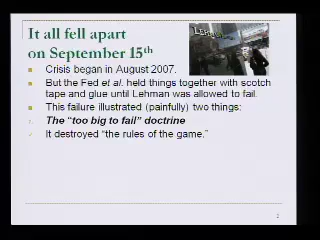 It all fell apart
on September 15th
Crisis began in August 2007.
But the Fed et al. held things together with scotch
tape and glue until Lehman was allowed to fail.
This failure illustrated (painfully) two things:
The "too big to fail" doctrine
It destroyed "the rules of the game."
2